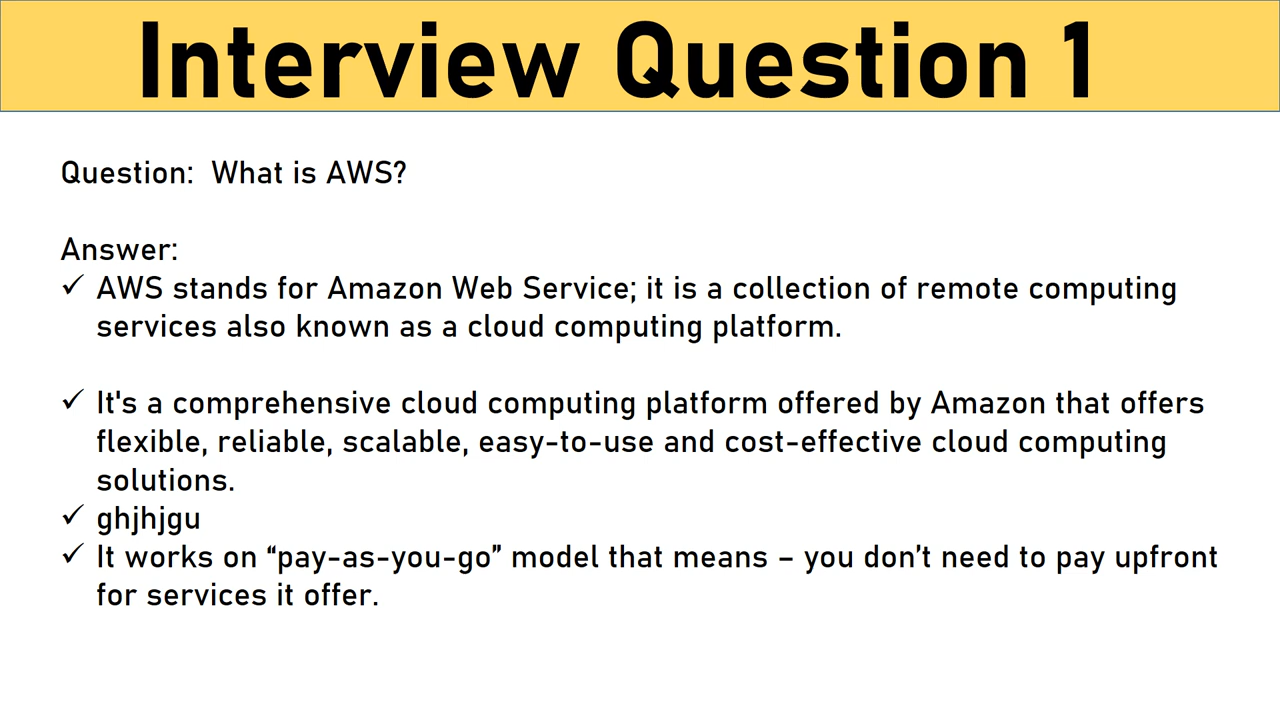 Interview Question 1
Question:  What is AWS?
Answer:
✓ AWS stands for Amazon Web Service; it is a collection of remote computing
services also known as a cloud computing platform.
✓ It's a comprehensive cloud computing platform offered by Amazon that offers
flexible, reliable, scalable, easy-to-use and cost-effective cloud computing
solutions.
✓ ghjhjgu
✓ It works on “pay-as-you-go” model that means – you don’t need to pay upfront
for services it offer.